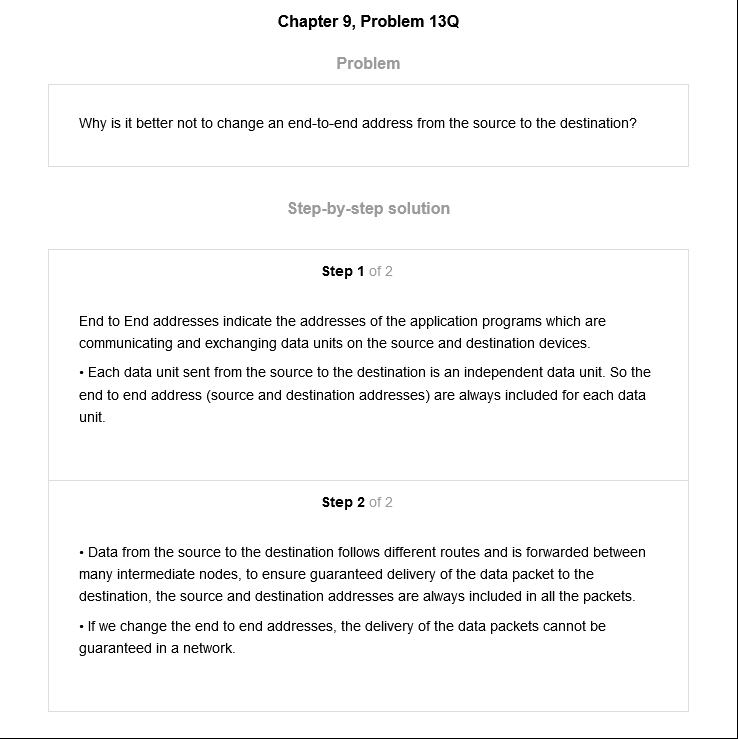 Chapter 9, Problem 13Q
Problem
Why is it better not to change an end-to-end address from the source to the destination?
Step-by-step solution
Step 1 of 2
End to End addresses indicate the addresses of the application programs which are
communicating and exchanging data units on the source and destination devices.
• Each data unit sent from the source to the destination is an independent data unit. So the
end to end address (source and destination addresses) are always included for each data
unit.
Step 2 of 2
• Data from the source to the destination follows different routes and is forwarded between
many intermediate nodes, to ensure guaranteed delivery of the data packet to the
destination, the source and destination addresses are always included in all the packets.
• If we change the end to end addresses, the delivery of the data packets cannot be
guaranteed in a network.